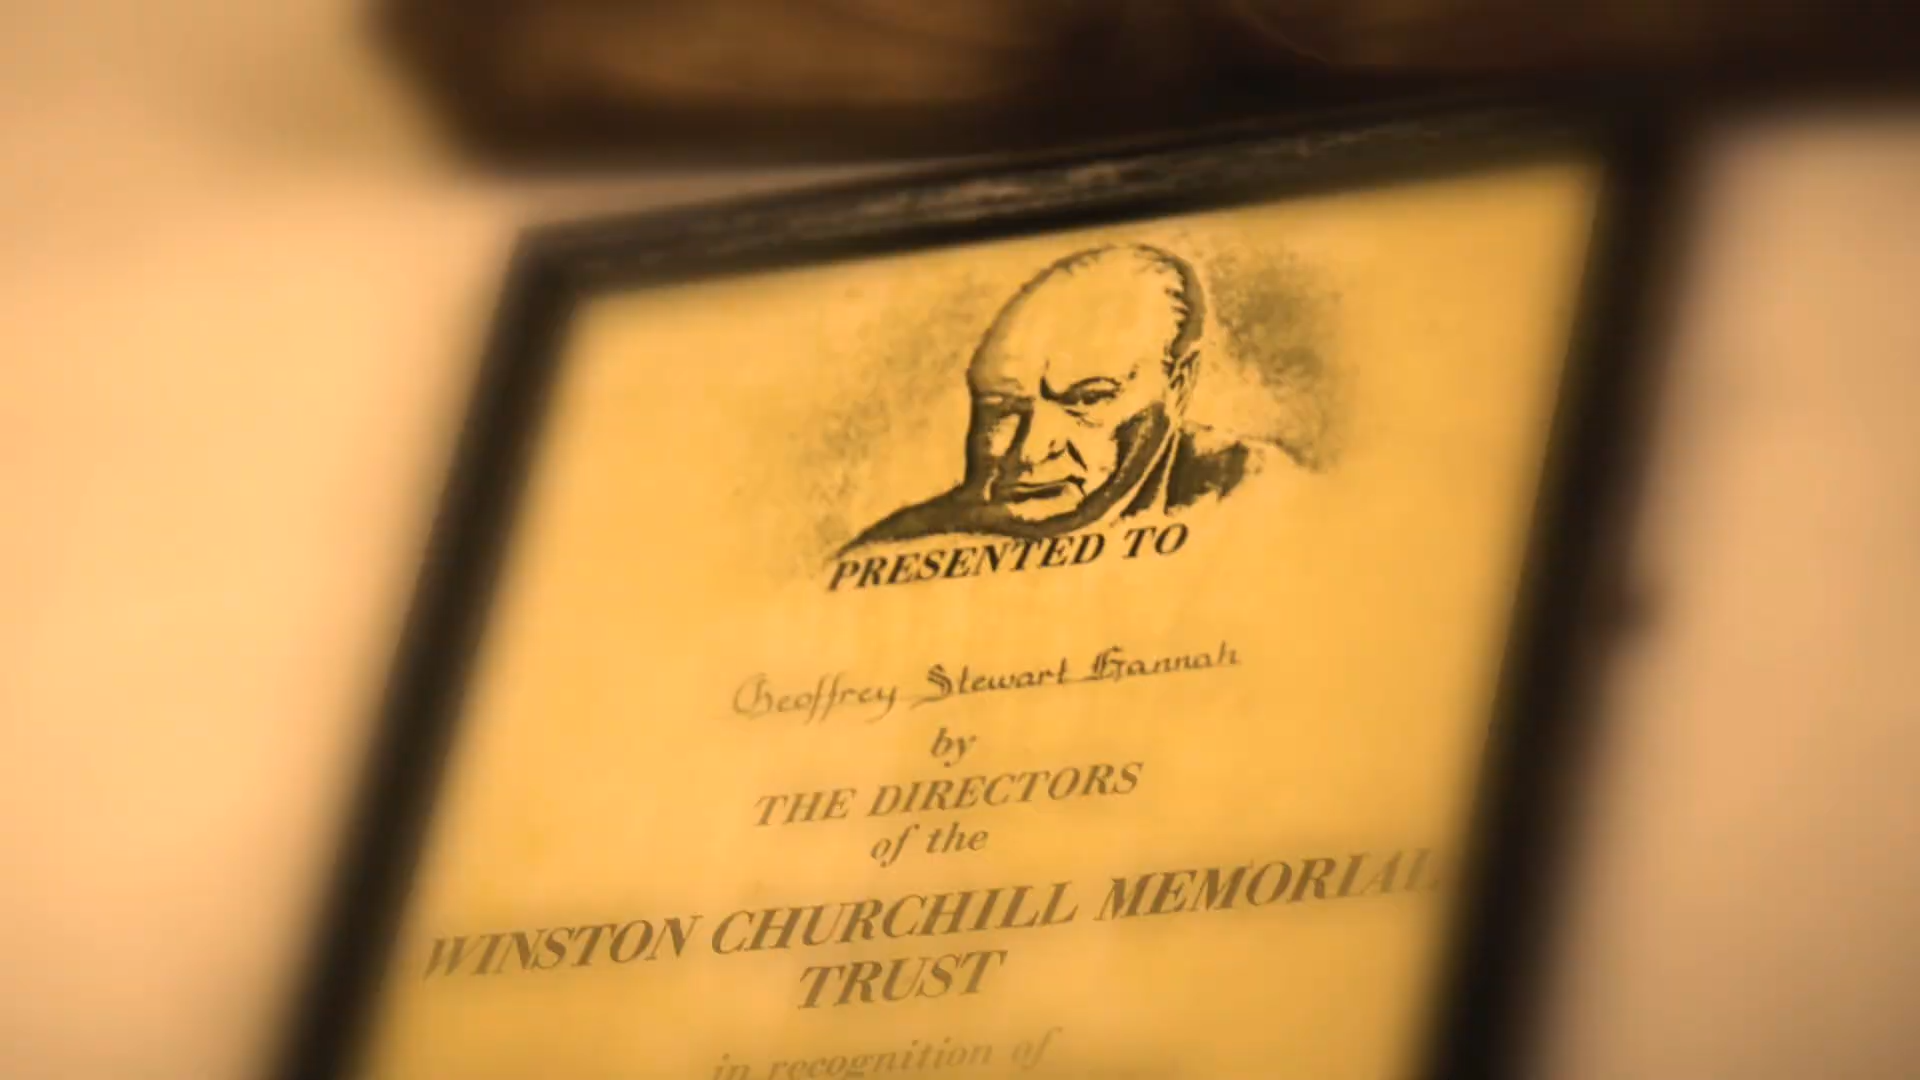 PRESENTED TO
Geoffrey Stewart Hannah
by
THE DIRECTORS
of the
WINSTON CHURCHILL MEMORIAL
TRUST
in recognition of